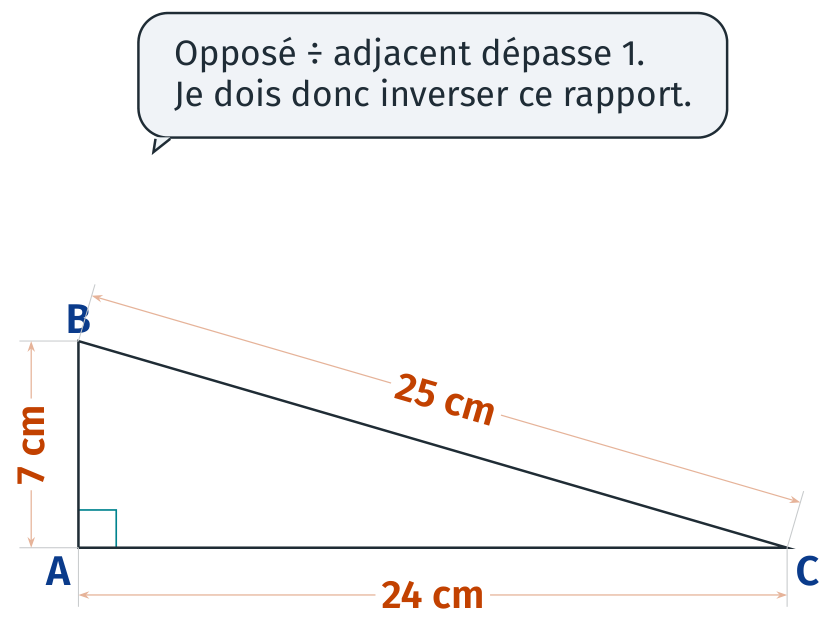 Opposé ÷ adjacent dépasse 1.
Je dois donc inverser ce rapport.
B
25 cm
7 cm
A
C
24 cm